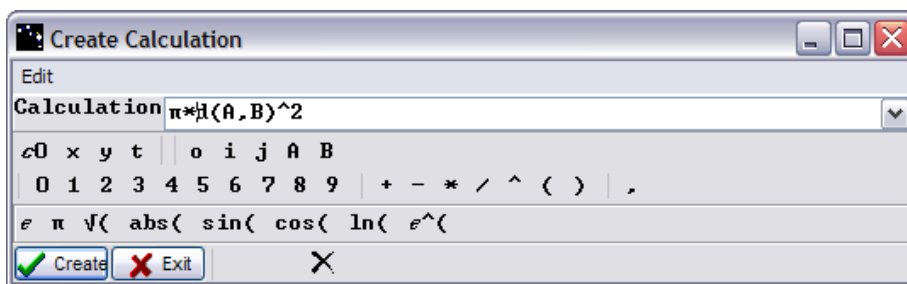 Create Calculation
Edit
Calculation π*d(A,B)^2
c0 x y t o i j A B
0 1 2 3 4 5 6 7 8 9 + - * / ^ ( ) ,
e π √( abs( sin( cos( ln( e^(
Create Exit